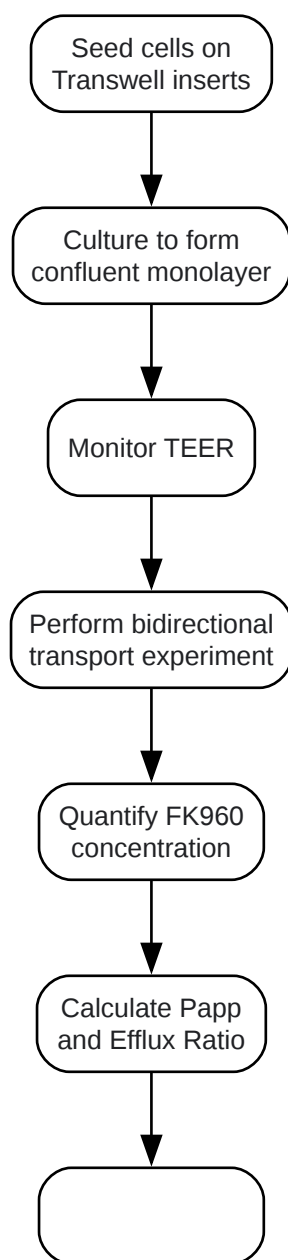 Seed cells on
Transwell inserts
Culture to form
confluent monolayer
Monitor TEER
Perform bidirectional
transport experiment
Quantify FK960
concentration
Calculate Papp
and Efflux Ratio